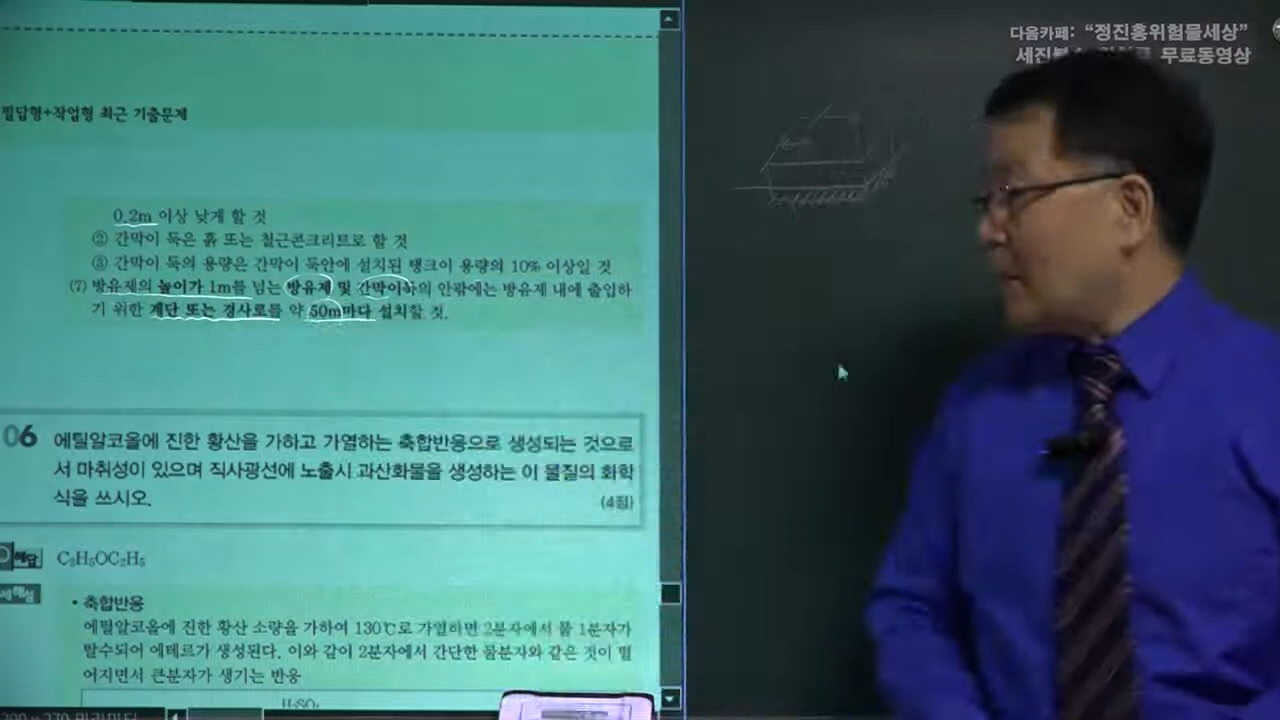 다음카페: “정진홍위험물세상”
무료동영상
필답형+작업형 최근 기출문제
0.2m 이상 낮게 할 것
② 간막이 둑은 흙 또는 철근콘크리트로 할 것
③ 간막이 둑의 용량은 간막이 둑안에 설치된 탱크이 용량의 10% 이상일 것
(7) 방유제의 높이가 1m를 넘는 방유제 및 간막이둑의 안팎에는 방유제 내에 출입하
기 위한 계단 또는 경사로를 약 50m마다 설치할 것.
06 에틸알코올에 진한 황산을 가하고 가열하는 축합반응으로 생성되는 것으로
서 마취성이 있으며 직사광선에 노출시 과산화물을 생성하는 이 물질의 화학
식을 쓰시오. (4점)
해답 C₂H₅OC₂H₅
• 축합반응
에틸알코올에 진한 황산 소량을 가하여 130℃로 가열하면 2분자에서 물 1분자가
탈수되어 에테르가 생성된다. 이와 같이 2분자에서 간단한 물분자와 같은 것이 떨
어지면서 큰분자가 생기는 반응